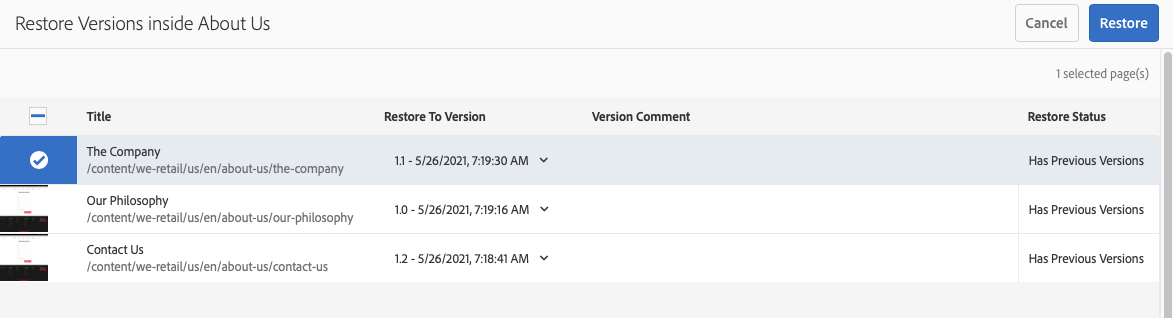 Restore Versions inside About Us
Cancel
Restore
1 selected page(s)
Title
Restore To Version
Version Comment
Restore Status
The Company
/content/we-retail/us/en/about-us/the-company
1.1 - 5/26/2021, 7:19:30 AM
Has Previous Versions
Our Philosophy
/content/we-retail/us/en/about-us/our-philosophy
1.0 - 5/26/2021, 7:19:16 AM
Has Previous Versions
Contact Us
/content/we-retail/us/en/about-us/contact-us
1.2 - 5/26/2021, 7:18:41 AM
Has Previous Versions